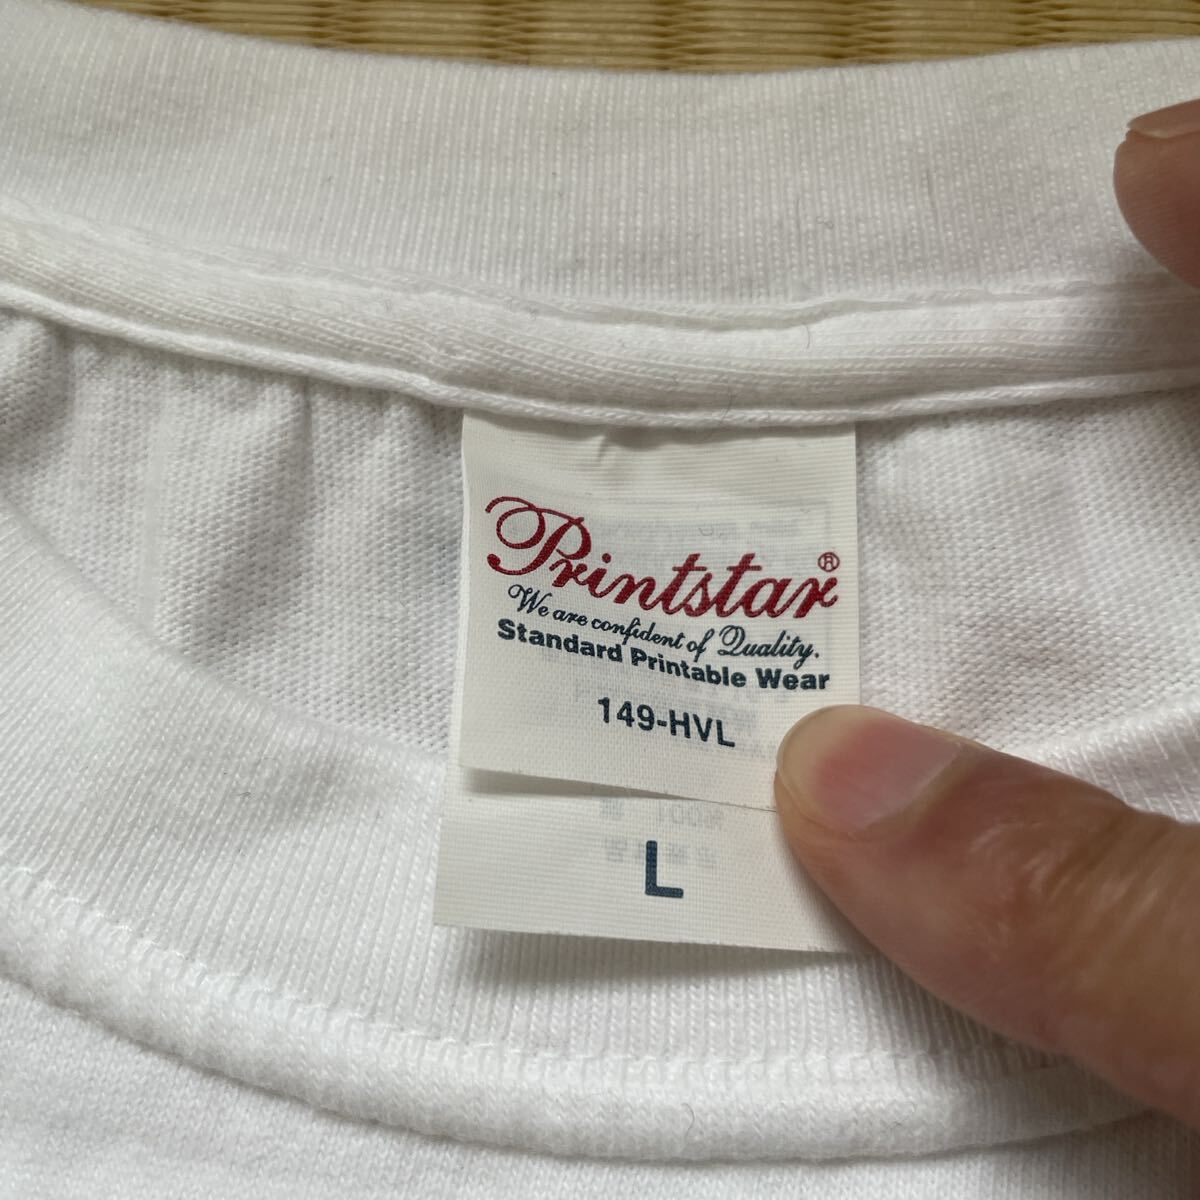 Printstar®
We are confident of Quality.
Standard Printable Wear
149-HVL
L